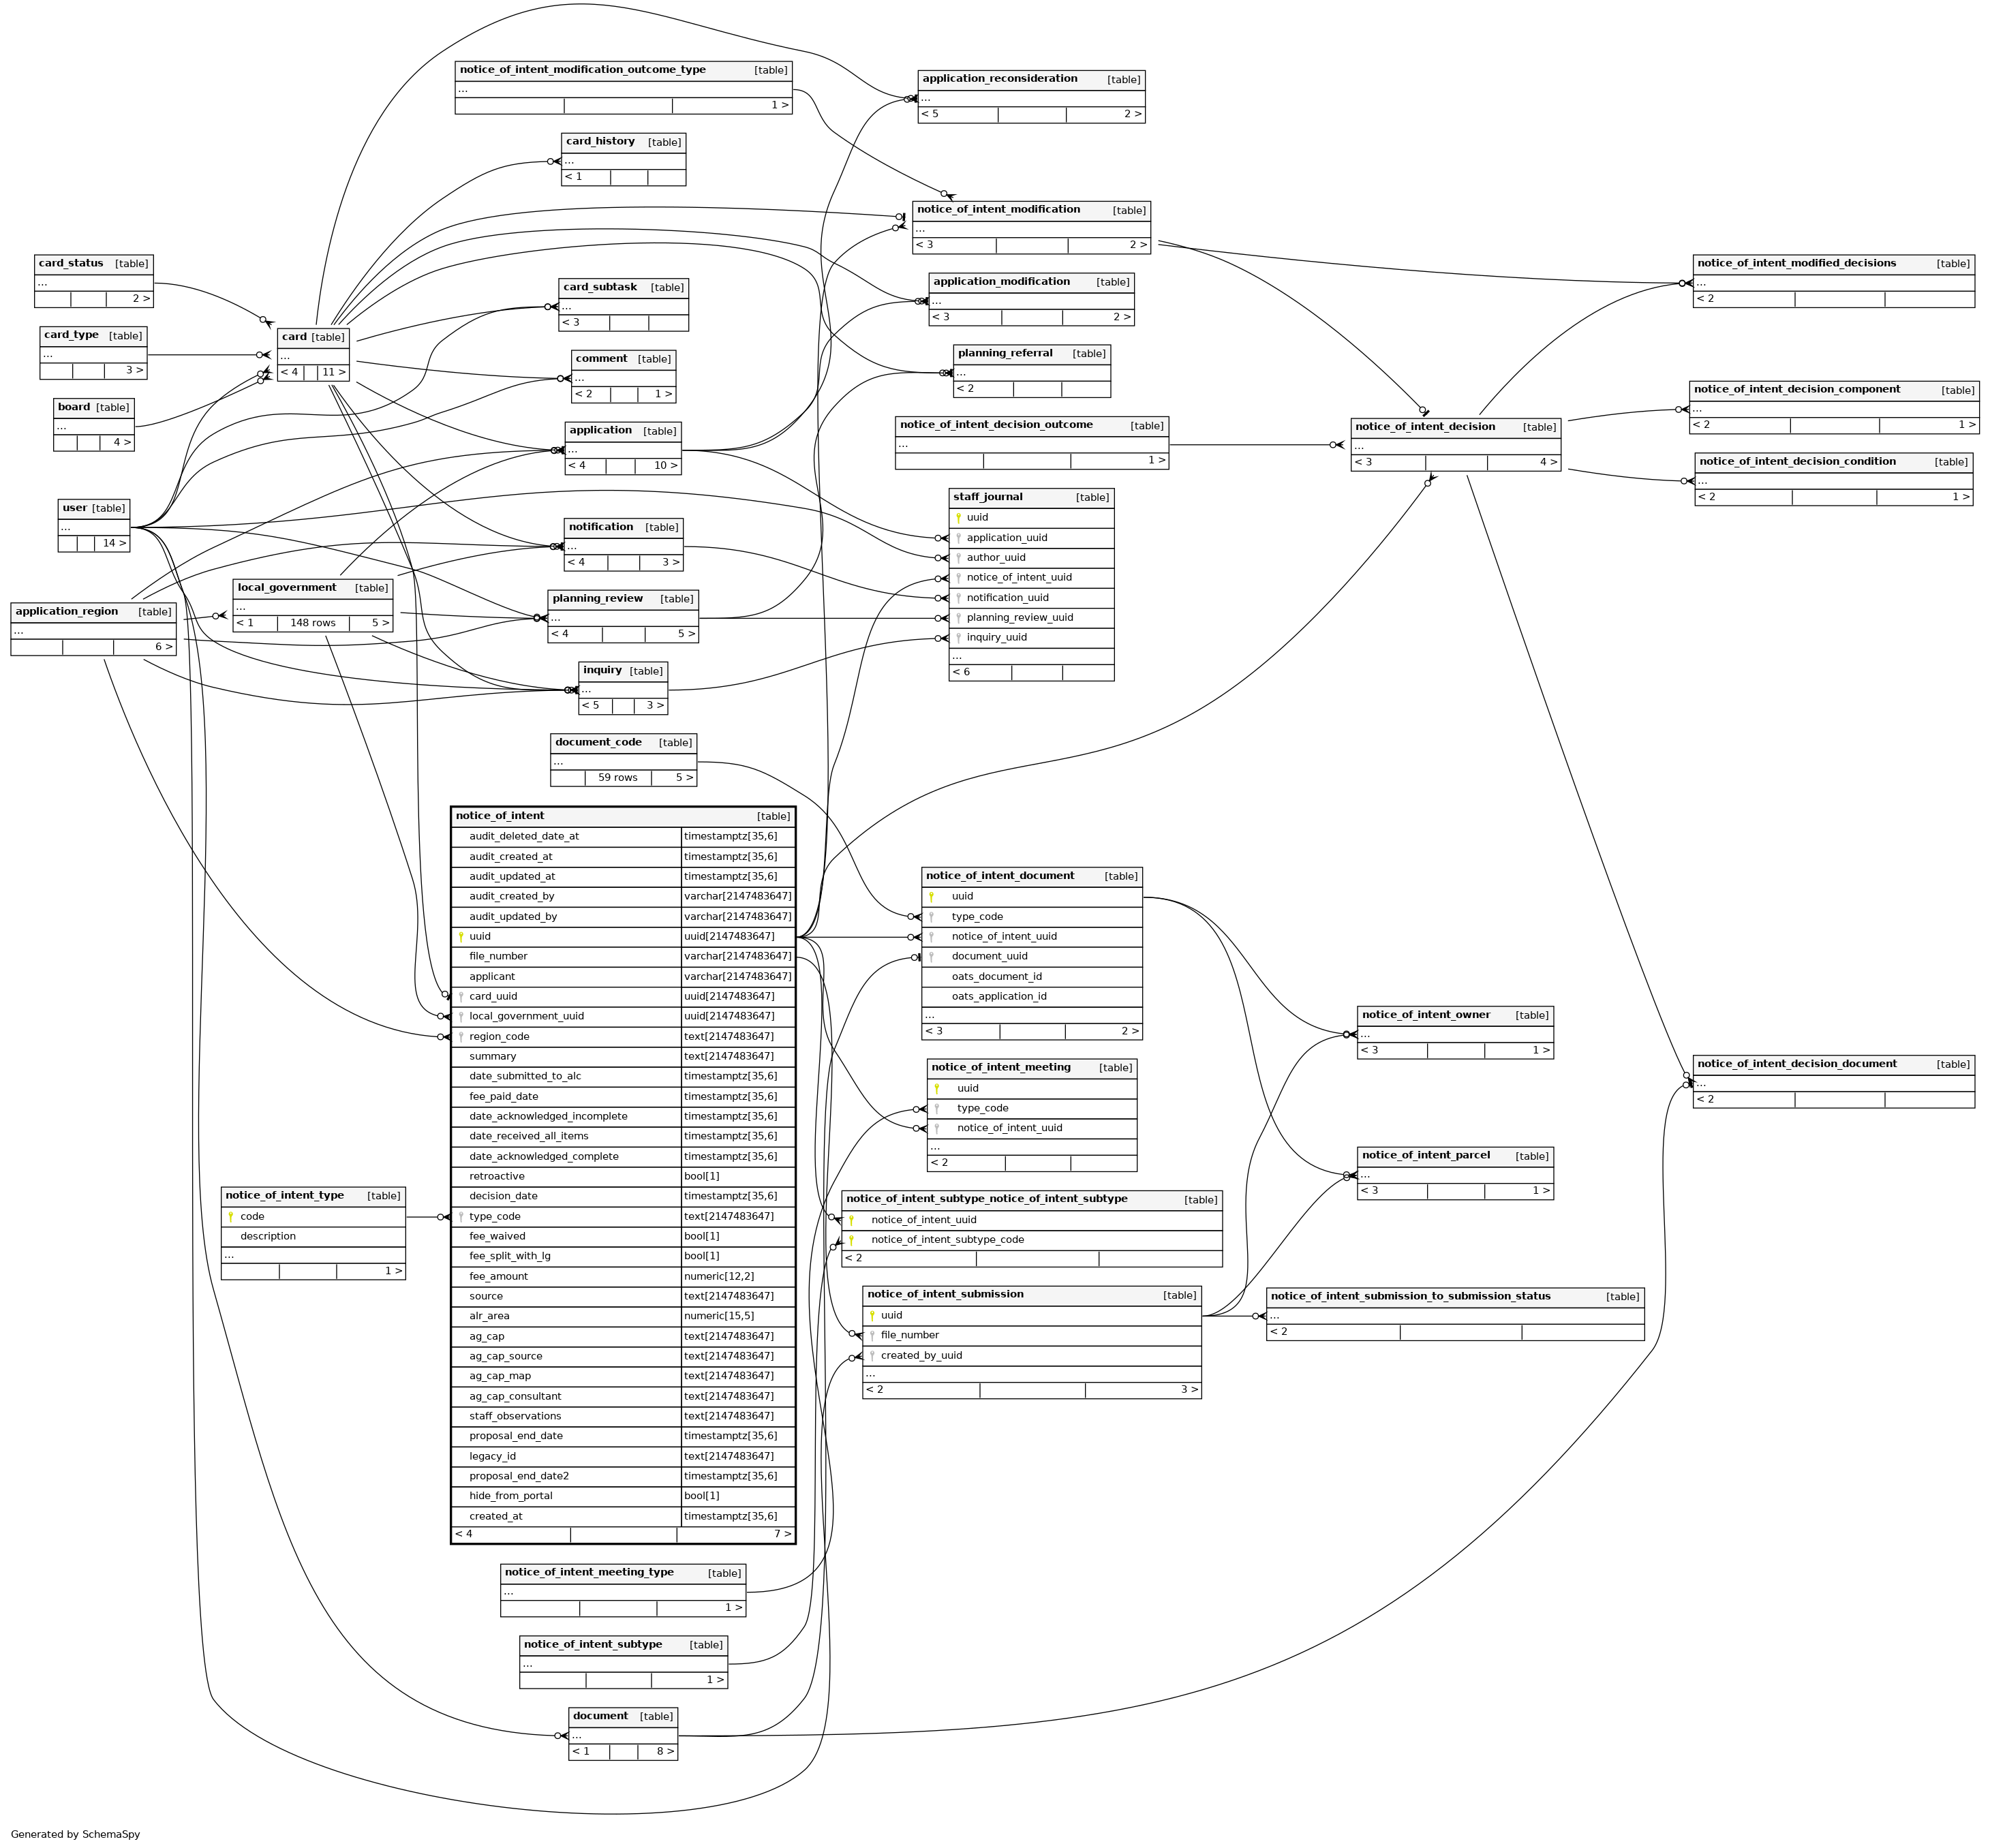 notice_of_intent_modification_outcome_type [table]
...
1 >
application_reconsideration [table]
...
< 5 2 >
card_history [table]
...
< 1
notice_of_intent_modification [table]
...
< 3 2 >
card_status [table]
...
2 >
notice_of_intent_modified_decisions [table]
...
< 2
card_subtask [table]
...
< 3
application_modification [table]
...
< 3 2 >
card_type [table]
...
3 >
card [table]
...
< 4 11 >
comment [table]
...
< 2 1 >
planning_referral [table]
...
< 2
notice_of_intent_decision_component [table]
...
< 2 1 >
board [table]
...
4 >
application [table]
...
< 4 10 >
notice_of_intent_decision_outcome [table]
...
1 >
notice_of_intent_decision [table]
...
< 3 4 >
notice_of_intent_decision_condition [table]
...
< 2 1 >
user [table]
...
14 >
staff_journal [table]
uuid
application_uuid
author_uuid
notice_of_intent_uuid
notification_uuid
planning_review_uuid
inquiry_uuid
...
< 6
notification [table]
...
< 4 3 >
local_government [table]
...
< 1 148 rows 5 >
application_region [table]
...
6 >
planning_review [table]
...
< 4 5 >
inquiry [table]
...
< 5 3 >
document_code [table]
...
59 rows 5 >
notice_of_intent [table]
audit_deleted_date_at timestamptz[35,6]
audit_created_at timestamptz[35,6]
audit_updated_at timestamptz[35,6]
audit_created_by varchar[2147483647]
audit_updated_by varchar[2147483647]
uuid uuid[2147483647]
file_number varchar[2147483647]
applicant varchar[2147483647]
card_uuid uuid[2147483647]
local_government_uuid uuid[2147483647]
region_code text[2147483647]
summary text[2147483647]
date_submitted_to_alc timestamptz[35,6]
fee_paid_date timestamptz[35,6]
date_acknowledged_incomplete timestamptz[35,6]
date_received_all_items timestamptz[35,6]
date_acknowledged_complete timestamptz[35,6]
retroactive bool[1]
decision_date timestamptz[35,6]
type_code text[2147483647]
fee_waived bool[1]
fee_split_with_lg bool[1]
fee_amount numeric[12,2]
source text[2147483647]
alr_area numeric[15,5]
ag_cap text[2147483647]
ag_cap_source text[2147483647]
ag_cap_map text[2147483647]
ag_cap_consultant text[2147483647]
staff_observations text[2147483647]
proposal_end_date timestamptz[35,6]
legacy_id text[2147483647]
proposal_end_date2 timestamptz[35,6]
hide_from_portal bool[1]
created_at timestamptz[35,6]
< 4 7 >
notice_of_intent_document [table]
uuid
type_code
notice_of_intent_uuid
document_uuid
oats_document_id
oats_application_id
...
< 3 2 >
notice_of_intent_owner [table]
...
< 3 1 >
notice_of_intent_meeting [table]
uuid
type_code
notice_of_intent_uuid
...
< 2
notice_of_intent_decision_document [table]
...
< 2
notice_of_intent_parcel [table]
...
< 3 1 >
notice_of_intent_type [table]
code
description
...
1 >
notice_of_intent_subtype_notice_of_intent_subtype [table]
notice_of_intent_uuid
notice_of_intent_subtype_code
< 2
notice_of_intent_submission [table]
uuid
file_number
created_by_uuid
...
< 2 3 >
notice_of_intent_submission_to_submission_status [table]
...
< 2
notice_of_intent_meeting_type [table]
...
1 >
notice_of_intent_subtype [table]
...
1 >
document [table]
...
< 1 8 >
Generated by SchemaSpy